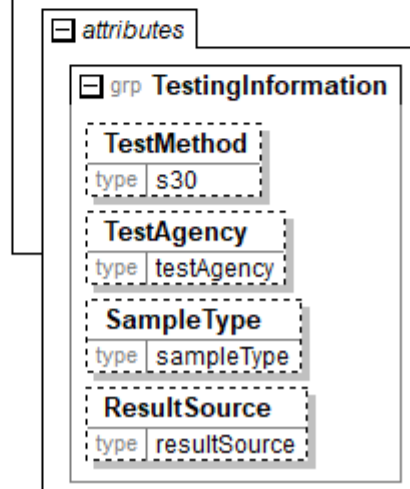 attributes
grp TestingInformation
TestMethod
type s30
TestAgency
type testAgency
SampleType
type sampleType
ResultSource
type resultSource